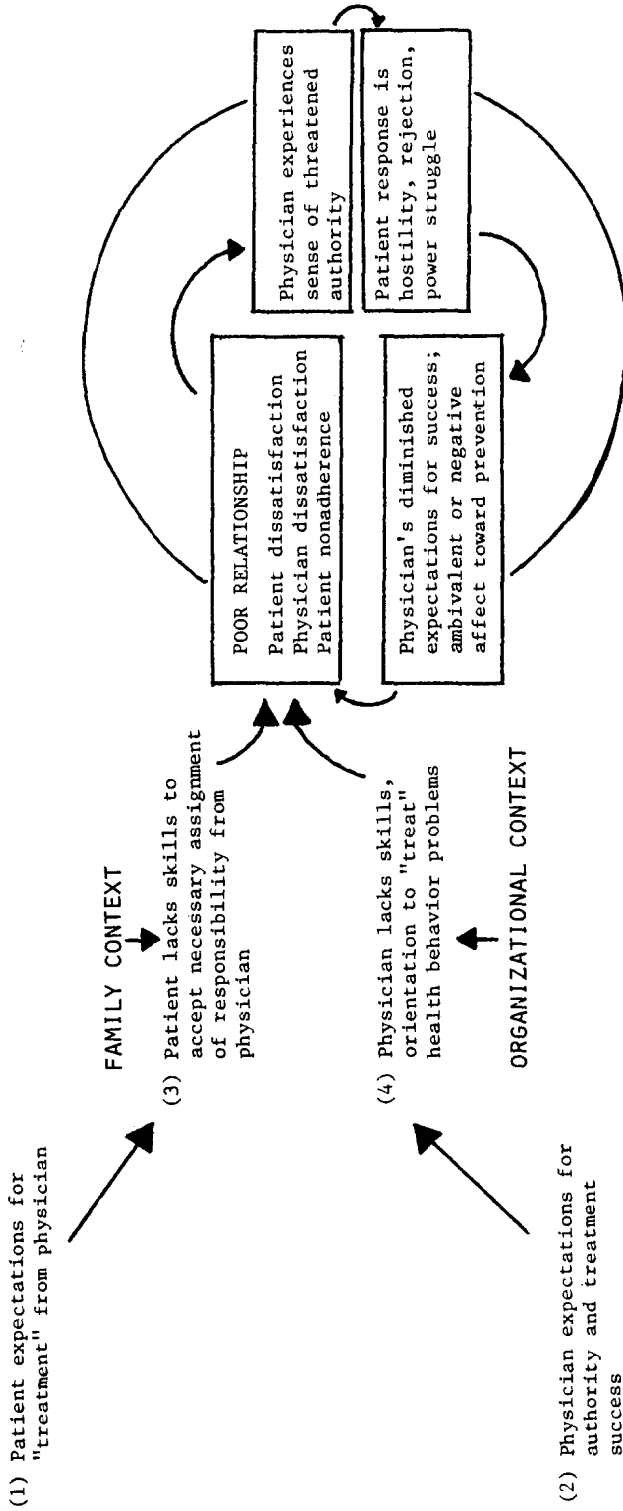 (1) Patient expectations for
"treatment" from physician
(2) Physician expectations for
authority and treatment
success
FAMILY CONTEXT
(3) Patient lacks skills to
accept necessary assignment
of responsibility from
physician
(4) Physician lacks skills,
orientation to "treat"
health behavior problems
ORGANIZATIONAL CONTEXT
POOR RELATIONSHIP
Patient dissatisfaction
Physician dissatisfaction
Patient nonadherence
Physician's diminished
expectations for success;
ambivalent or negative
affect toward prevention
Physician experiences
sense of threatened
authority
Patient response is
hostility, rejection,
power struggle